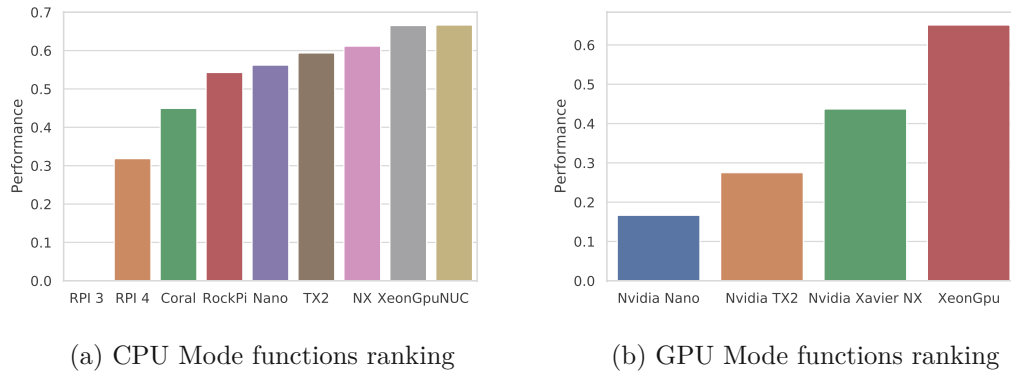 0.7
0.6
0.5
0.4
0.3
0.2
0.1
0.0
Performance
RPI 3 RPI 4 Coral RockPi Nano TX2 NX XeonGpu NUC
(a) CPU Mode functions ranking
0.6
0.5
0.4
0.3
0.2
0.1
0.0
Performance
Nvidia Nano Nvidia TX2 Nvidia Xavier NX XeonGpu
(b) GPU Mode functions ranking